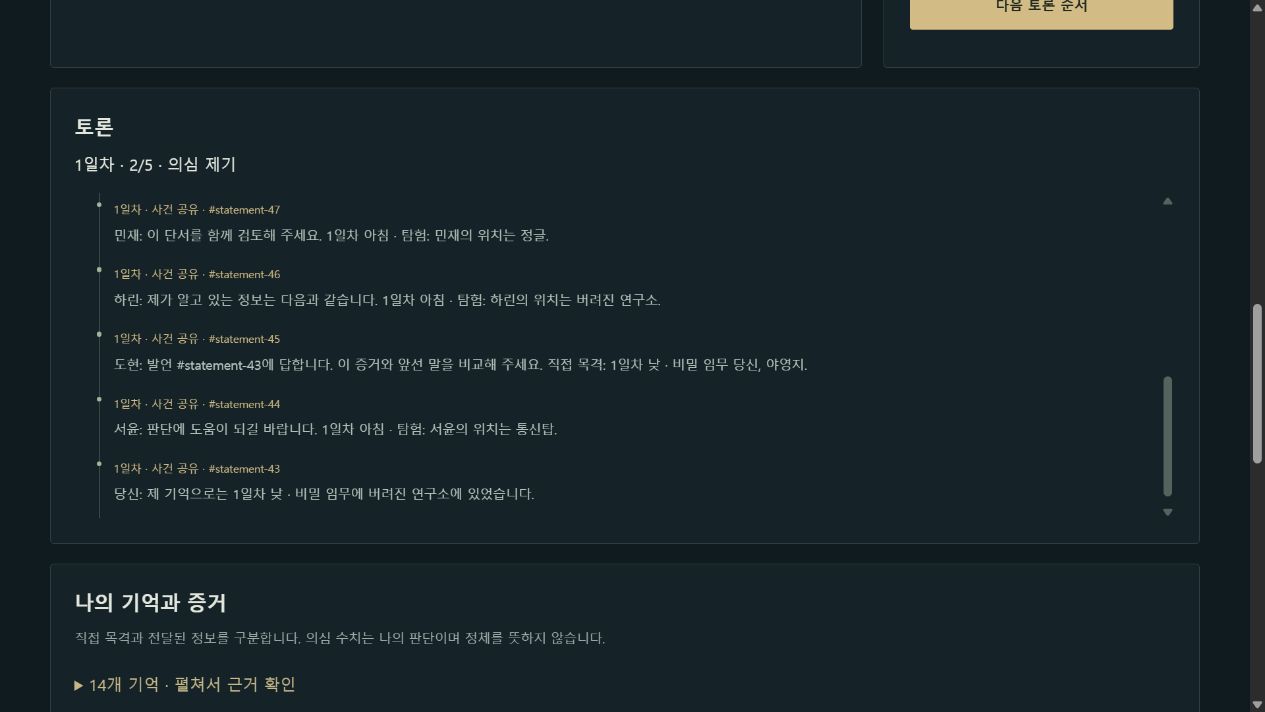 다음 토론 순서
토론
1일차 · 2/5 · 의심 제기
1일차 · 사건 공유 · #statement-47
민재: 이 단서를 함께 검토해 주세요. 1일차 아침 · 탐험: 민재의 위치는 정글.
1일차 · 사건 공유 · #statement-46
하린: 제가 알고 있는 정보는 다음과 같습니다. 1일차 아침 · 탐험: 하린의 위치는 버려진 연구소.
1일차 · 사건 공유 · #statement-45
도현: 발언 #statement-43에 답합니다. 이 증거와 앞선 말을 비교해 주세요. 직접 목격: 1일차 낮 · 비밀 임무 당신, 야영지.
1일차 · 사건 공유 · #statement-44
서윤: 판단에 도움이 되길 바랍니다. 1일차 아침 · 탐험: 서윤의 위치는 통신탑.
1일차 · 사건 공유 · #statement-43
당신: 제 기억으로는 1일차 낮 · 비밀 임무에 버려진 연구소에 있었습니다.
나의 기억과 증거
직접 목격과 전달된 정보를 구분합니다. 의심 수치는 나의 판단이며 정체를 뜻하지 않습니다.
▶ 14개 기억 · 펼쳐서 근거 확인